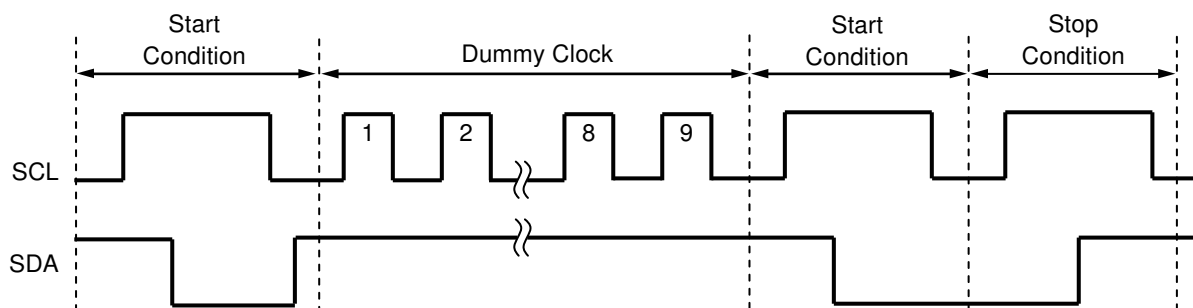 Start
Condition
Dummy Clock
Start
Condition
Stop
Condition
SCL
1
2
8
9
SDA